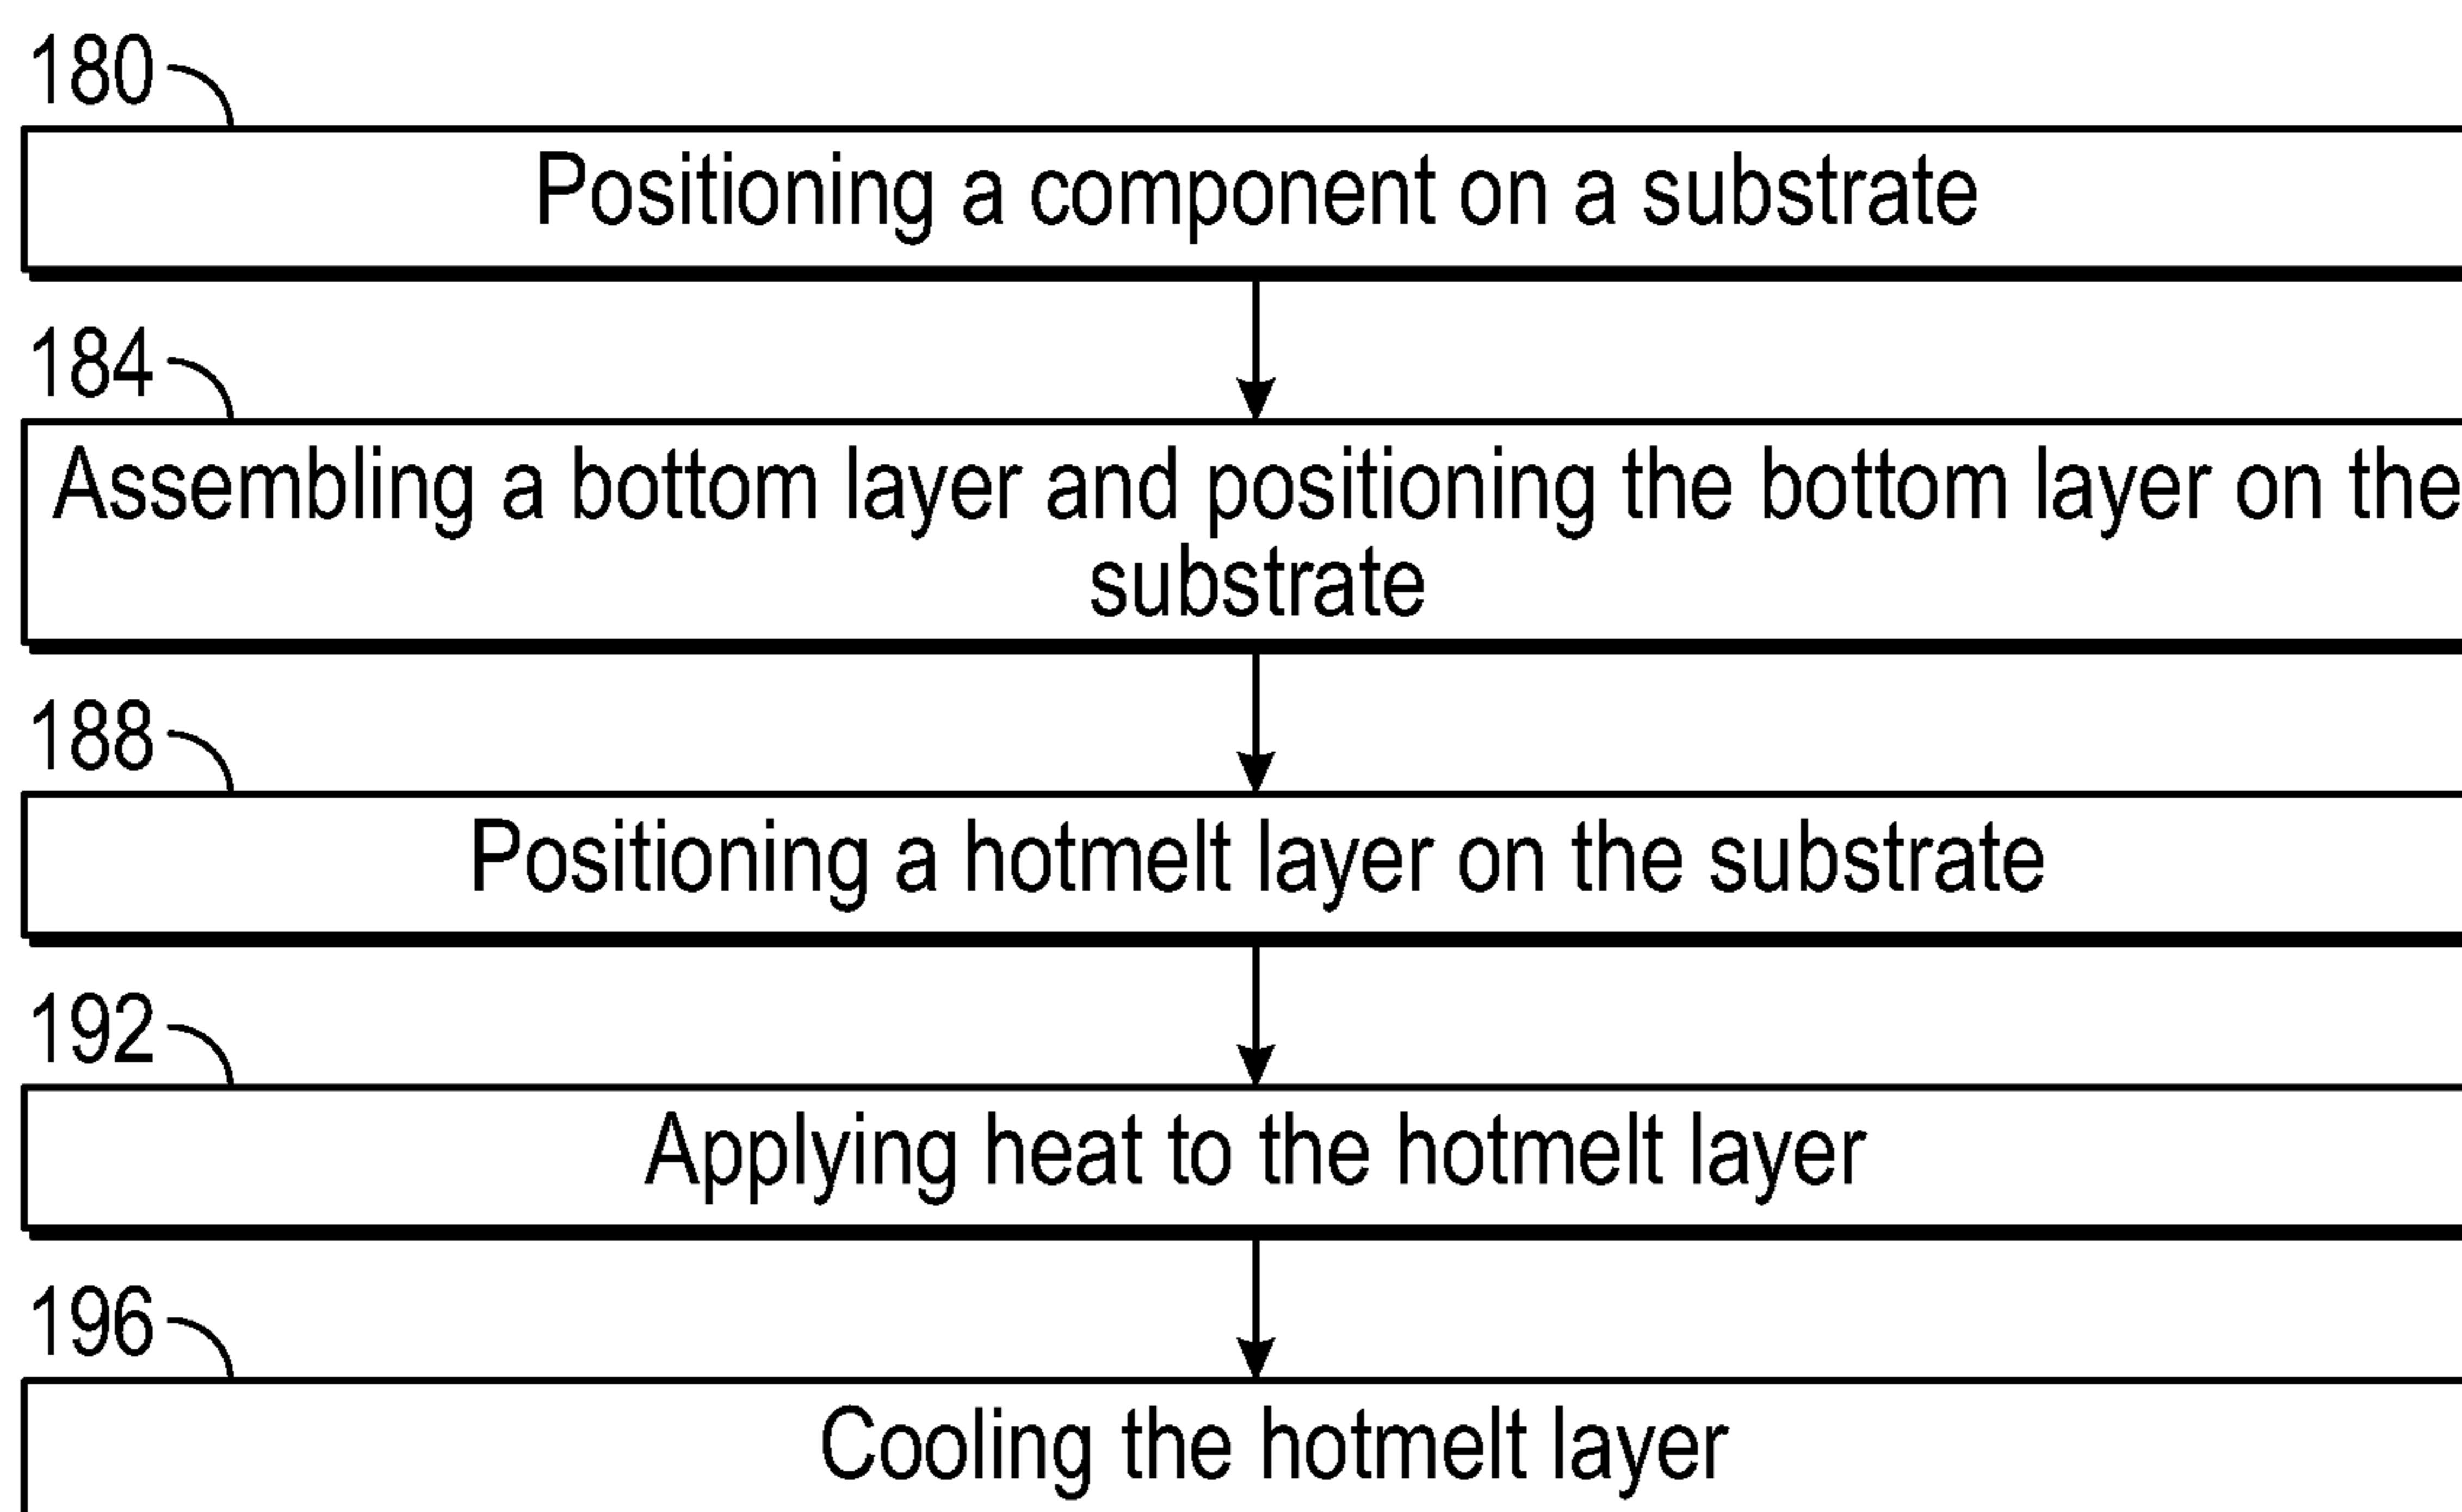 180
Positioning a component on a substrate
184
Assembling a bottom layer and positioning the bottom layer on the
substrate
188
Positioning a hotmelt layer on the substrate
192
Applying heat to the hotmelt layer
196
Cooling the hotmelt layer